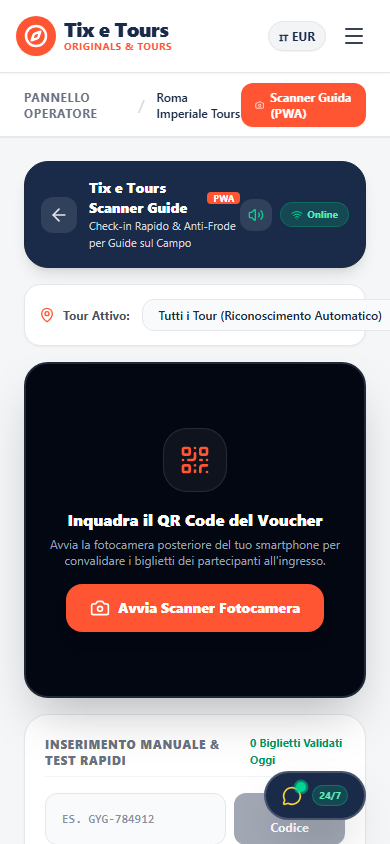 Tix e Tours
ORIGINALS & TOURS
IT EUR
PANNELLO
OPERATORE
/
Roma
Imperiale Tours
Scanner Guida
(PWA)
Tix e Tours
Scanner Guide
PWA
Check-in Rapido & Anti-Frode
per Guide sul Campo
Online
Tour Attivo:
Tutti i Tour (Riconoscimento Automatico)
Inquadra il QR Code del Voucher
Avvia la fotocamera posteriore del tuo smartphone per
convalidare i biglietti dei partecipanti all'ingresso.
Avvia Scanner Fotocamera
INSERIMENTO MANUALE &
TEST RAPIDI
0 Biglietti Validati
Oggi
ES. GYG-784912
Codice
24/7